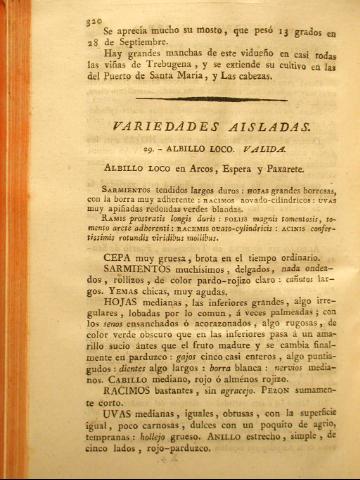 320
Se aprecia mucho su mosto, que pesó 13 grados en
28 de Septiembre.
Hay grandes manchas de este vidueño en casi todas
las viñas de Trebugena, y se extiende su cultivo en las
del Puerto de Santa Maria, y Las cabezas.
VARIEDADES AISLADAS.
29. - ALBILLO LOCO. VALIDA.
ALBILLO LOCO en Arcos, Espera y Paxarete.
SARMIENTOS tendidos largos duros : HOJAS grandes borrosas,
con la borra muy adherente : RACIMOS aovado-cilíndricos : UVAS
muy apiñadas redondas verdes blandas.
RAMIS prostratis longis duris : FOLIIS magnis tomentosis, to-
mento arcte adherenti : RACEMIS ovato-cylindricis : ACINIS confer-
tissimis rotundis viridibus mollibus.
CEPA muy gruesa, brota en el tiempo ordinario.
SARMIENTOS muchísimos, delgados, nada ondea-
dos, rollizos, de color pardo-rojizo claro : cañutos lar-
gos. YEMAS chicas, muy agudas.
HOJAS medianas, las inferiores grandes, algo irre-
gulares, lobadas por lo comun, á veces palmeadas; con
los senos ensanchados ó acorazonados, algo rugosas, de
color verde obscuro que en las inferiores pasa á un ama-
rillo sucio ántes que el fruto madure y se cambia final-
mente en parduzco : gajos cinco casi enteros, algo puntia-
gudos : dientes algo largos : borra blanca : nervios media-
nos. CABILLO mediano, rojo ó alménos rojizo.
RACIMOS bastantes, sin agracejo. PEZON sumamen-
te corto.
UVAS medianas, iguales, obtusas, con la superficie
igual, poco carnosas, dulces con un poquito de agrio,
tempranas : hollejo grueso. ANILLO estrecho, simple, de
cinco lados, rojo-parduzco.